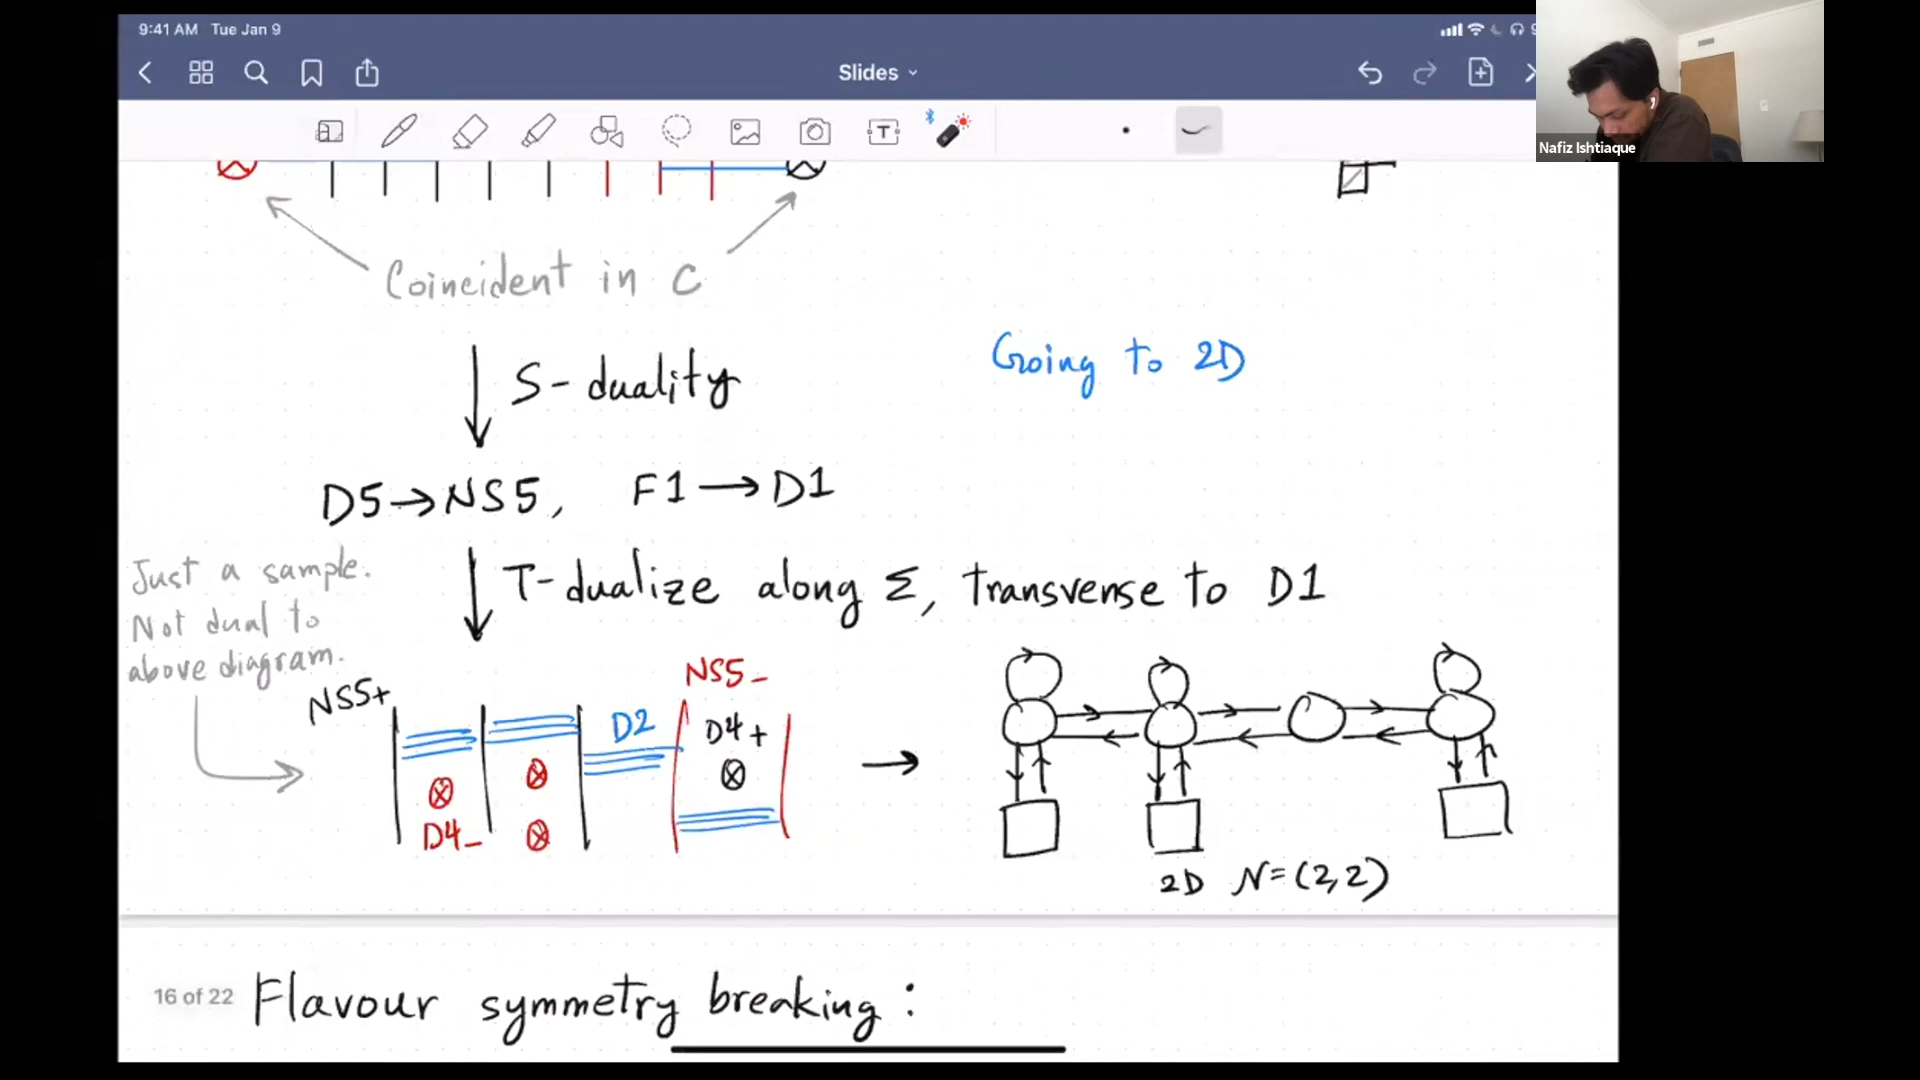 9:41 AM Tue Jan 9
Slides
Nafiz Ishtiaque
Coincident in C
S-duality
Going to 2D
D5→NS5, F1→D1
T-dualize along Σ, transverse to D1
Just a sample.
Not dual to
above diagram.
NS5+
D2
NS5-
D4+
D4-
2D N=(2,2)
16 of 22
Flavour symmetry breaking: